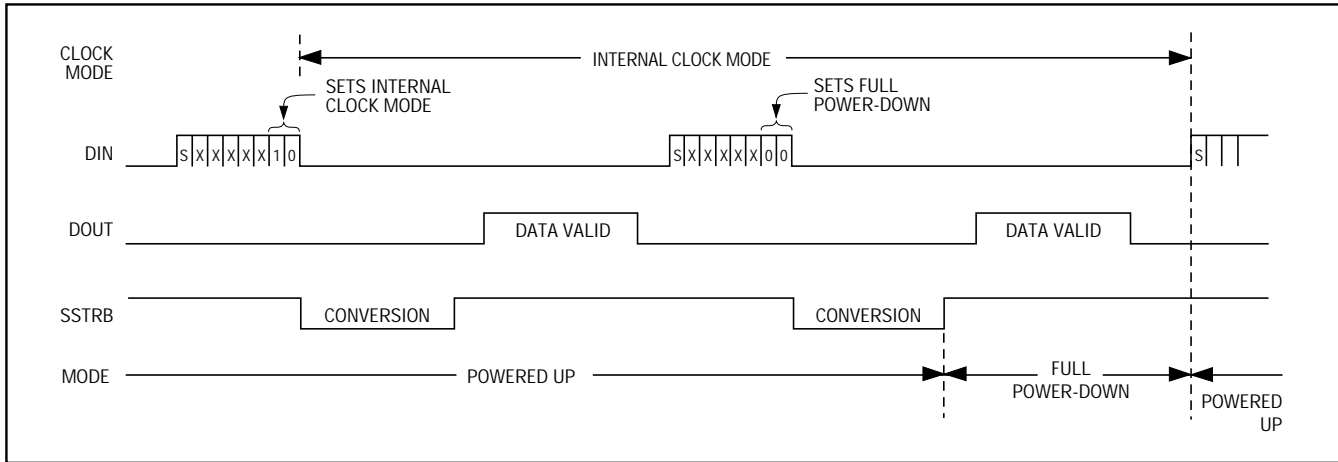 CLOCK
MODE
INTERNAL CLOCK MODE
SETS INTERNAL
CLOCK MODE
SETS FULL
POWER-DOWN
DIN
S X X X X X 1 0
S X X X X X 0 0
S
DOUT
DATA VALID
DATA VALID
SSTRB
CONVERSION
CONVERSION
MODE
POWERED UP
FULL
POWER-DOWN
POWERED
UP